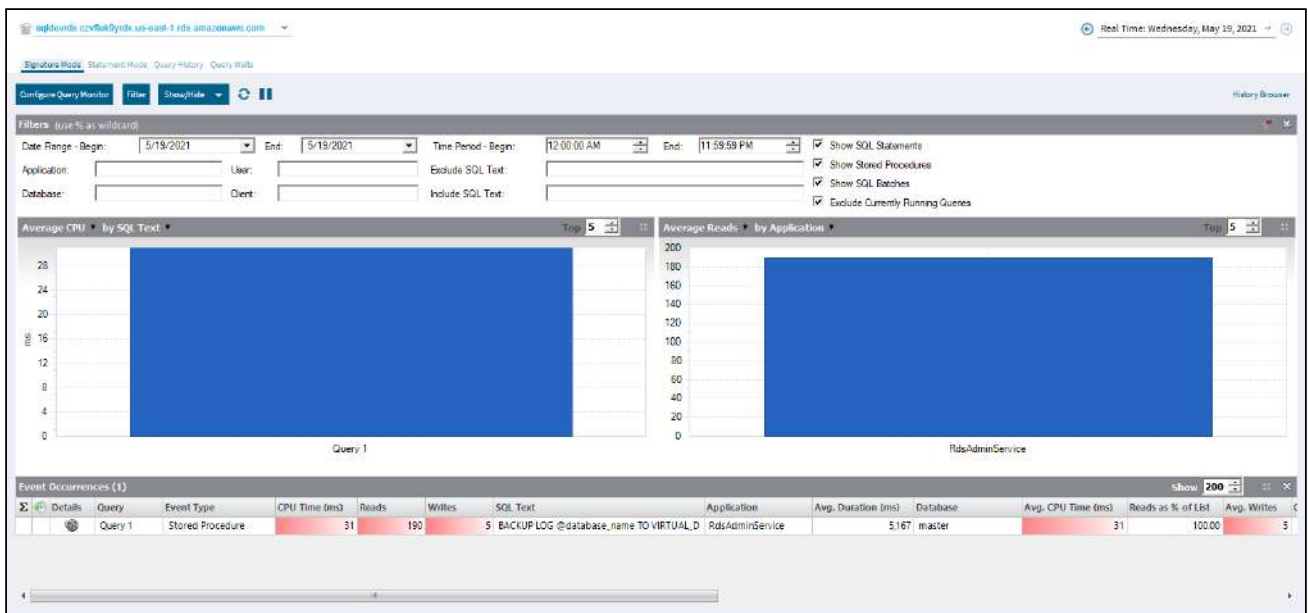 Real Time: Wednesday, May 19, 2021
Signature Mode Statement Mode Query History Query Waits
Configure Query Monitor Filter Show/Hide History Browser
Filters (use % as wildcard)
Date Range - Begin: 5/19/2021 End: 5/19/2021 Time Period - Begin: 12:00:00 AM End: 11:59:59 PM Show SQL Statements
Application: User: Exclude SQL Text: Show Stored Procedures
Database: Client: Include SQL Text: Show SQL Batches
Exclude Currently Running Queries
Average CPU by SQL Text Top 5 Average Reads by Application Top 5
200
28 180
24 160
140
20 120
ms 16 100
12 80
8 60
40
4 20
0 0
Query 1 RdsAdminService
Event Occurrences (1) Show 200
Σ Details Query Event Type CPU Time (ms) Reads Writes SQL Text Application Avg. Duration (ms) Database Avg. CPU Time (ms) Reads as % of List Avg. Writes
Query 1 Stored Procedure 31 190 5 BACKUP LOG @database_name TO VIRTUAL_D RdsAdminService 5,167 master 31 100.00 5